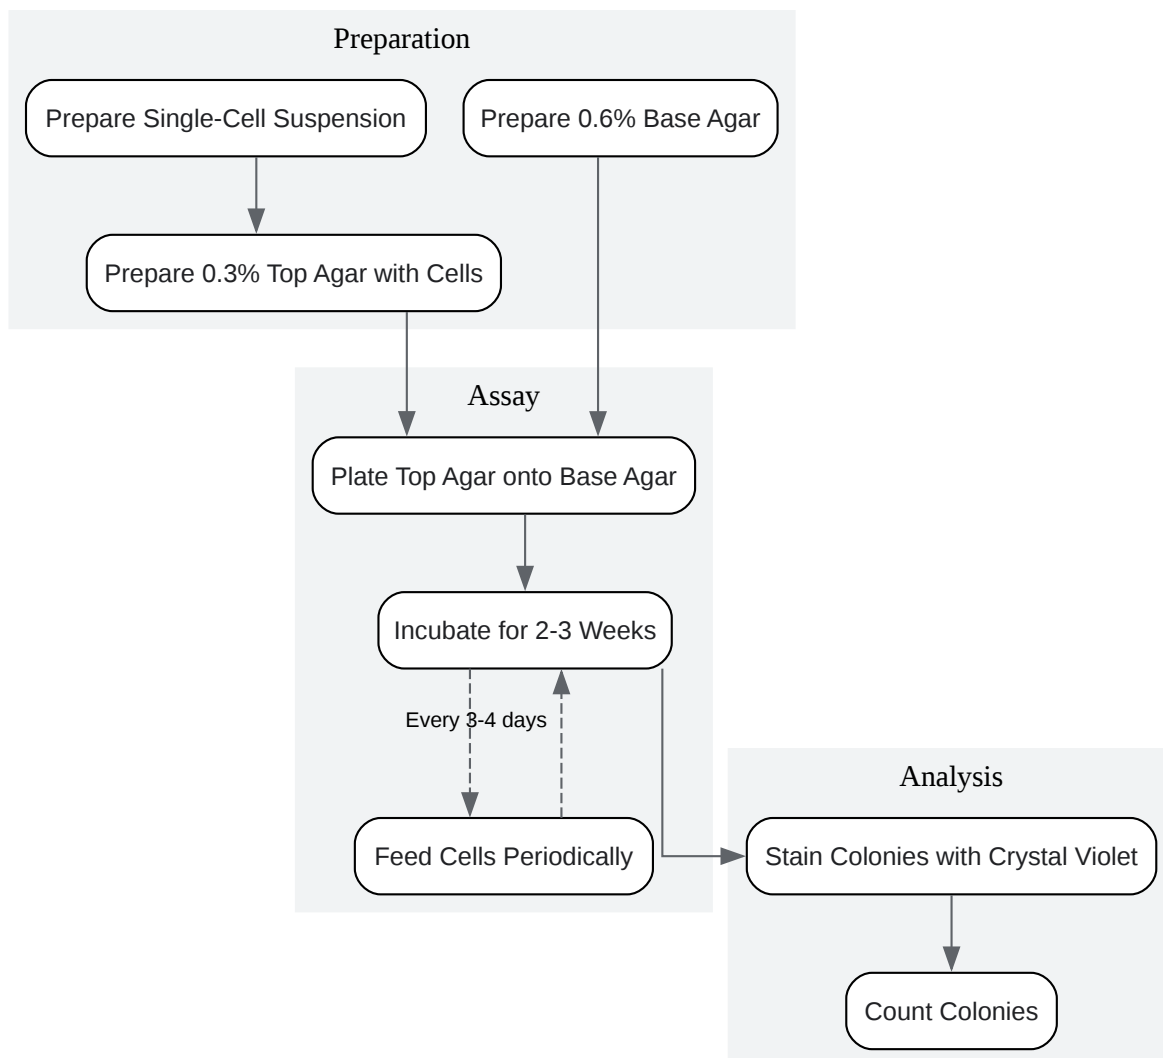 Preparation
Prepare Single-Cell Suspension
Prepare 0.6% Base Agar
Prepare 0.3% Top Agar with Cells
Assay
Plate Top Agar onto Base Agar
Incubate for 2-3 Weeks
Every 3-4 days
Feed Cells Periodically
Analysis
Stain Colonies with Crystal Violet
Count Colonies